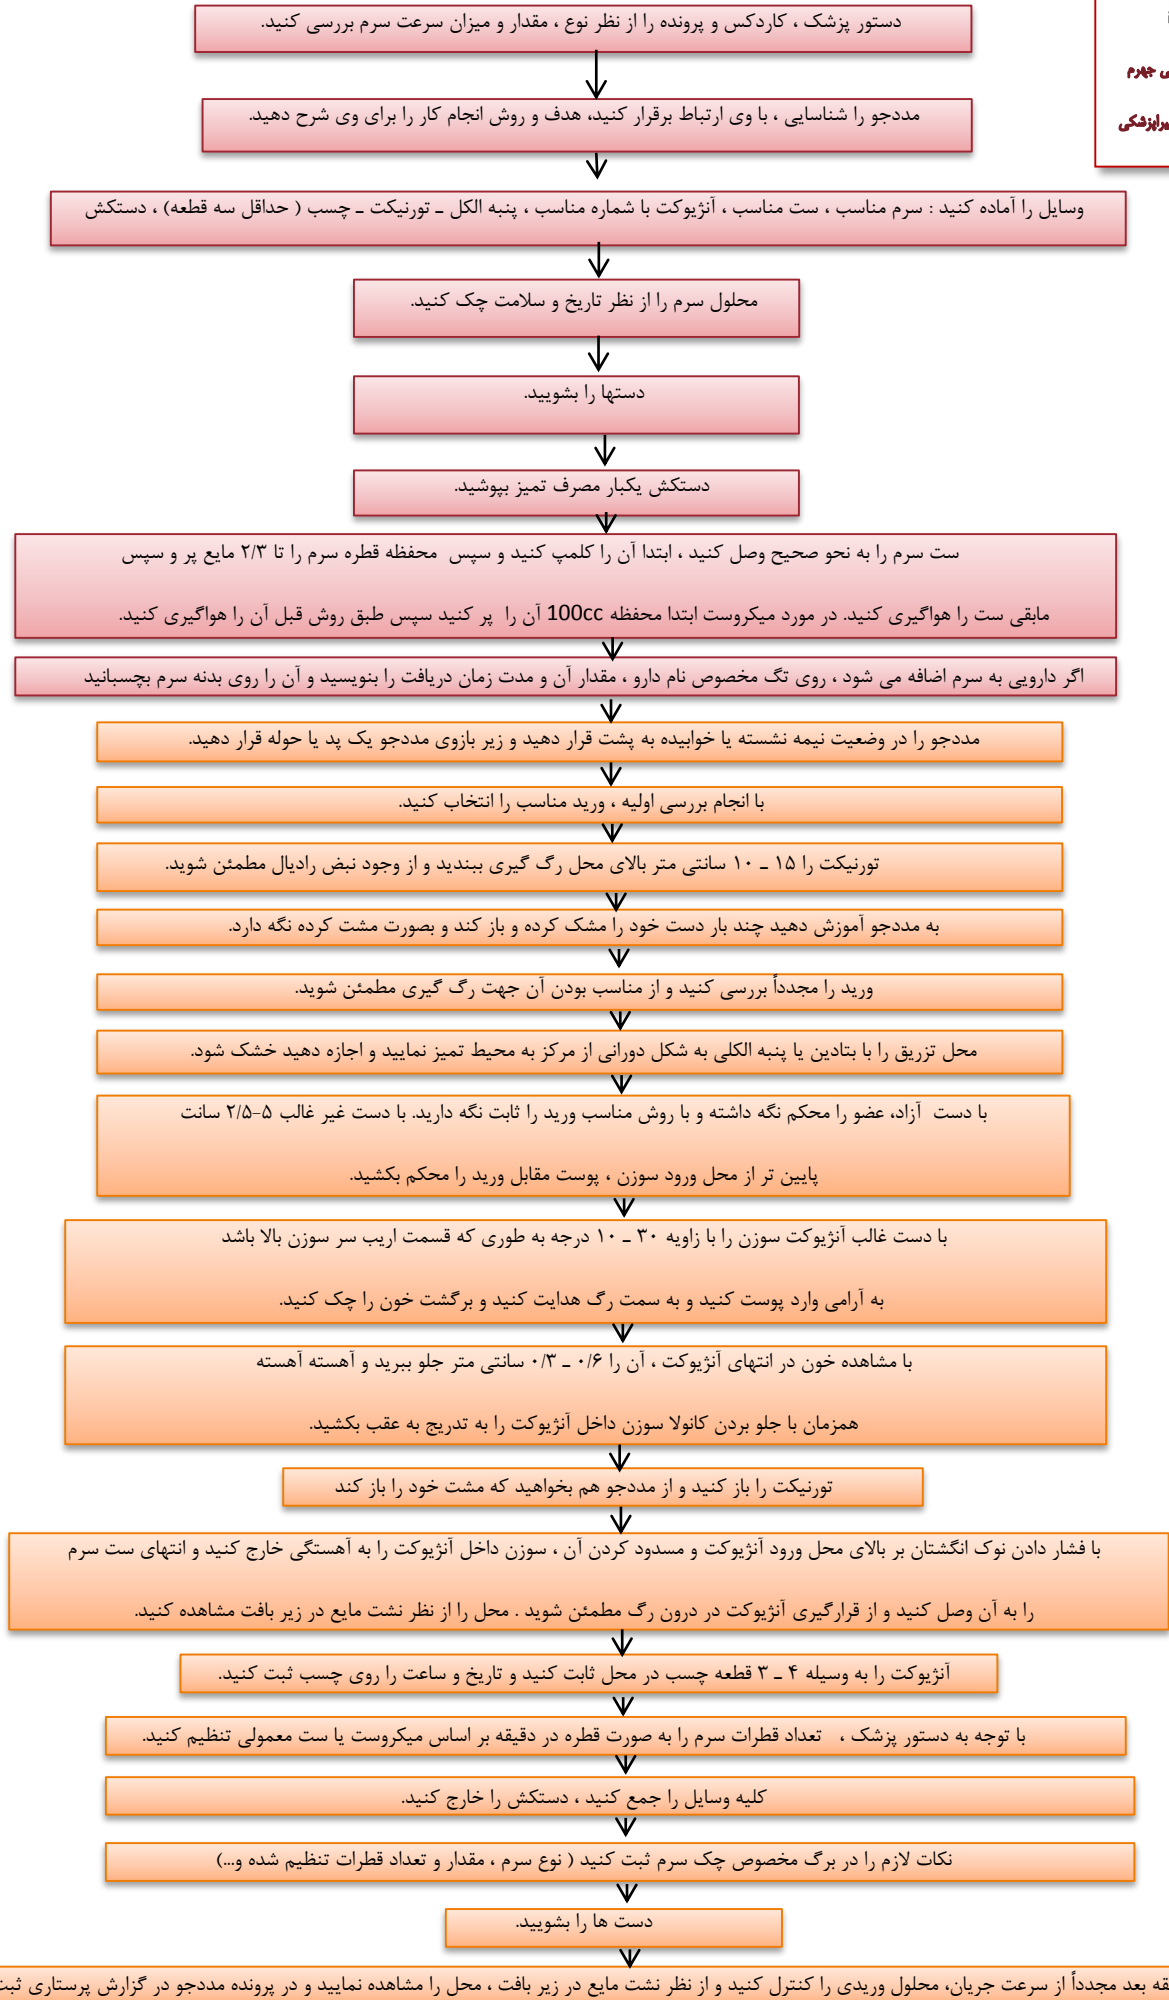 دستور پزشک ، کاردکس و پرونده را از نظر نوع ، مقدار و میزان سرعت سرم بررسی کنید.
ی جهرم
یراپزشکی
مددجو را شناسایی ، با وی ارتباط برقرار کنید، هدف و روش انجام کار را برای وی شرح دهید.
وسایل را آماده کنید : سرم مناسب ، ست مناسب ، آنژیوکت با شماره مناسب ، پنبه الکل ـ تورنیکت ـ چسب ( حداقل سه قطعه) ، دستکش
محلول سرم را از نظر تاریخ و سلامت چک کنید.
دستها را بشویید.
دستکش یکبار مصرف تمیز بپوشید.
ست سرم را به نحو صحیح وصل کنید ، ابتدا آن را کلمپ کنید و سپس محفظه قطره سرم را تا ۲/۳ مایع پر و سپس
مابقی ست را هواگیری کنید. در مورد میکروست ابتدا محفظه 100cc آن را پر کنید سپس طبق روش قبل آن را هواگیری کنید.
اگر دارویی به سرم اضافه می شود ، روی تگ مخصوص نام دارو ، مقدار آن و مدت زمان دریافت را بنویسید و آن را روی بدنه سرم بچسبانید
مددجو را در وضعیت نیمه نشسته یا خوابیده به پشت قرار دهید و زیر بازوی مددجو یک پد یا حوله قرار دهید.
با انجام بررسی اولیه ، ورید مناسب را انتخاب کنید.
تورنیکت را ۱۵ ـ ۱۰ سانتی متر بالای محل رگ گیری ببندید و از وجود نبض رادیال مطمئن شوید.
به مددجو آموزش دهید چند بار دست خود را مشک کرده و باز کند و بصورت مشت کرده نگه دارد.
ورید را مجدداً بررسی کنید و از مناسب بودن آن جهت رگ گیری مطمئن شوید.
محل تزریق را با بتادین یا پنبه الکلی به شکل دورانی از مرکز به محیط تمیز نمایید و اجازه دهید خشک شود.
با دست آزاد، عضو را محکم نگه داشته و با روش مناسب ورید را ثابت نگه دارید. با دست غیر غالب ۵-۲/۵ سانت
پایین تر از محل ورود سوزن ، پوست مقابل ورید را محکم بکشید.
با دست غالب آنژیوکت سوزن را با زاویه ۳۰ ـ ۱۰ درجه به طوری که قسمت اریب سر سوزن بالا باشد
به آرامی وارد پوست کنید و به سمت رگ هدایت کنید و برگشت خون را چک کنید.
با مشاهده خون در انتهای آنژیوکت ، آن را ۰/۶ ـ ۰/۳ سانتی متر جلو ببرید و آهسته آهسته
همزمان با جلو بردن کانولا سوزن داخل آنژیوکت را به تدریج به عقب بکشید.
تورنیکت را باز کنید و از مددجو هم بخواهید که مشت خود را باز کند
با فشار دادن نوک انگشتان بر بالای محل ورود آنژیوکت و مسدود کردن آن ، سوزن داخل آنژیوکت را به آهستگی خارج کنید و انتهای ست سرم
را به آن وصل کنید و از قرارگیری آنژیوکت در درون رگ مطمئن شوید . محل را از نظر نشت مایع در زیر بافت مشاهده کنید.
آنژیوکت را به وسیله ۴ ـ ۳ قطعه چسب در محل ثابت کنید و تاریخ و ساعت را روی چسب ثبت کنید.
با توجه به دستور پزشک ، تعداد قطرات سرم را به صورت قطره در دقیقه بر اساس میکروست یا ست معمولی تنظیم کنید.
کلیه وسایل را جمع کنید ، دستکش را خارج کنید.
نکات لازم را در برگ مخصوص چک سرم ثبت کنید ( نوع سرم ، مقدار و تعداد قطرات تنظیم شده و...)
دست ها را بشویید.
قه بعد مجدداً از سرعت جریان، محلول وریدی را کنترل کنید و از نظر نشت مایع در زیر بافت ، محل را مشاهده نمایید و در پرونده مددجو در گزارش پرستاری ثبت